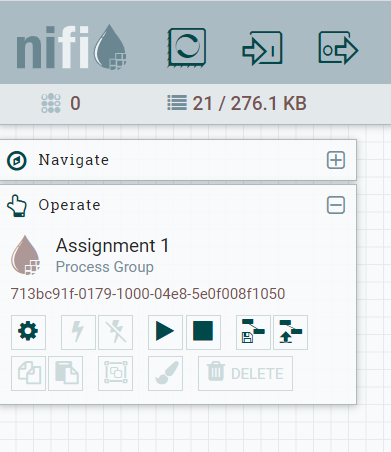 nifi
0
21 / 276.1 KB
Navigate
Operate
Assignment 1
Process Group
713bc91f-0179-1000-04e8-5e0f008f1050
DELETE